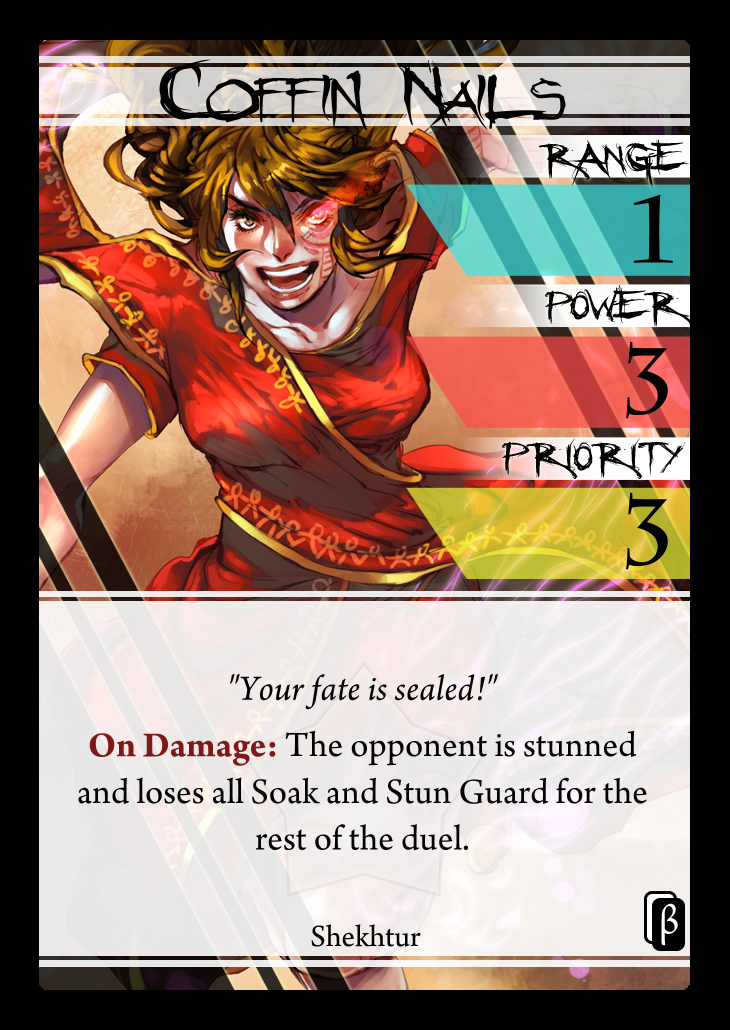 Coffin Nails
Range
1
Power
3
Priority
3
"Your fate is sealed!"
On Damage: The opponent is stunned
and loses all Soak and Stun Guard for the
rest of the duel.
β
Shekhtur